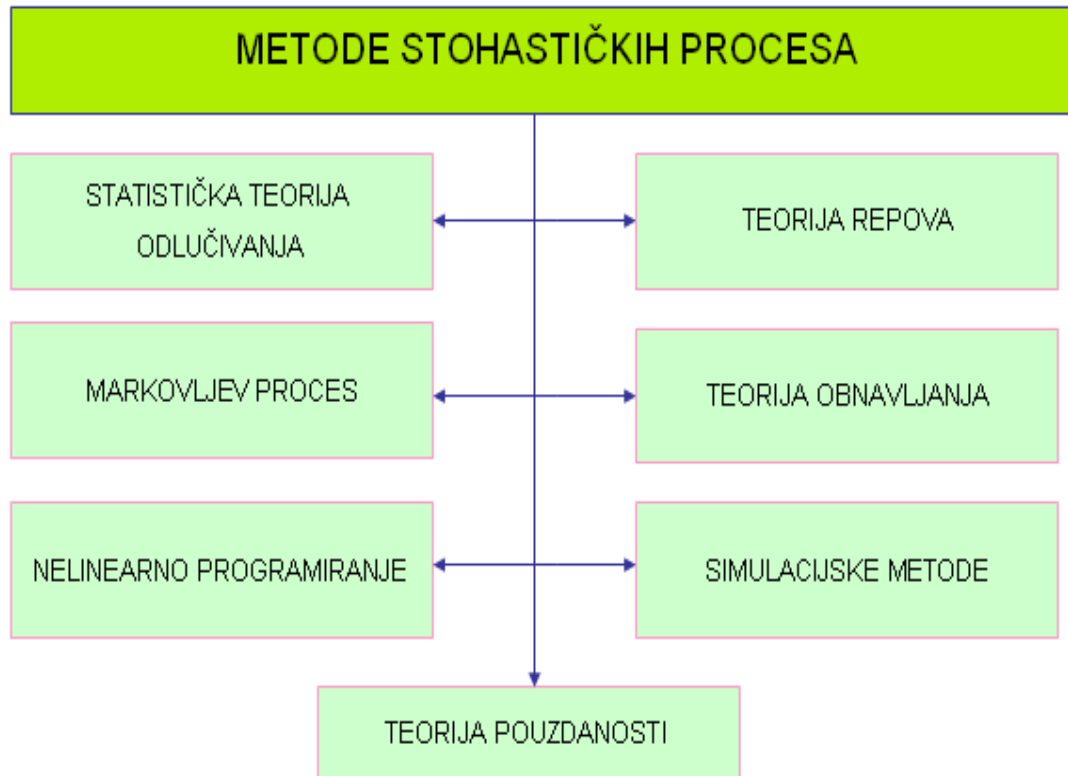 METODE STOHASTIČKIH PROCESA
STATISTIČKA TEORIJA
ODLUČIVANJA
TEORIJA REPOVA
MARKOVLJEV PROCES
TEORIJA OBNAVLJANJA
NELINEARNO PROGRAMIRANJE
SIMULACIJSKE METODE
TEORIJA POUZDANOSTI